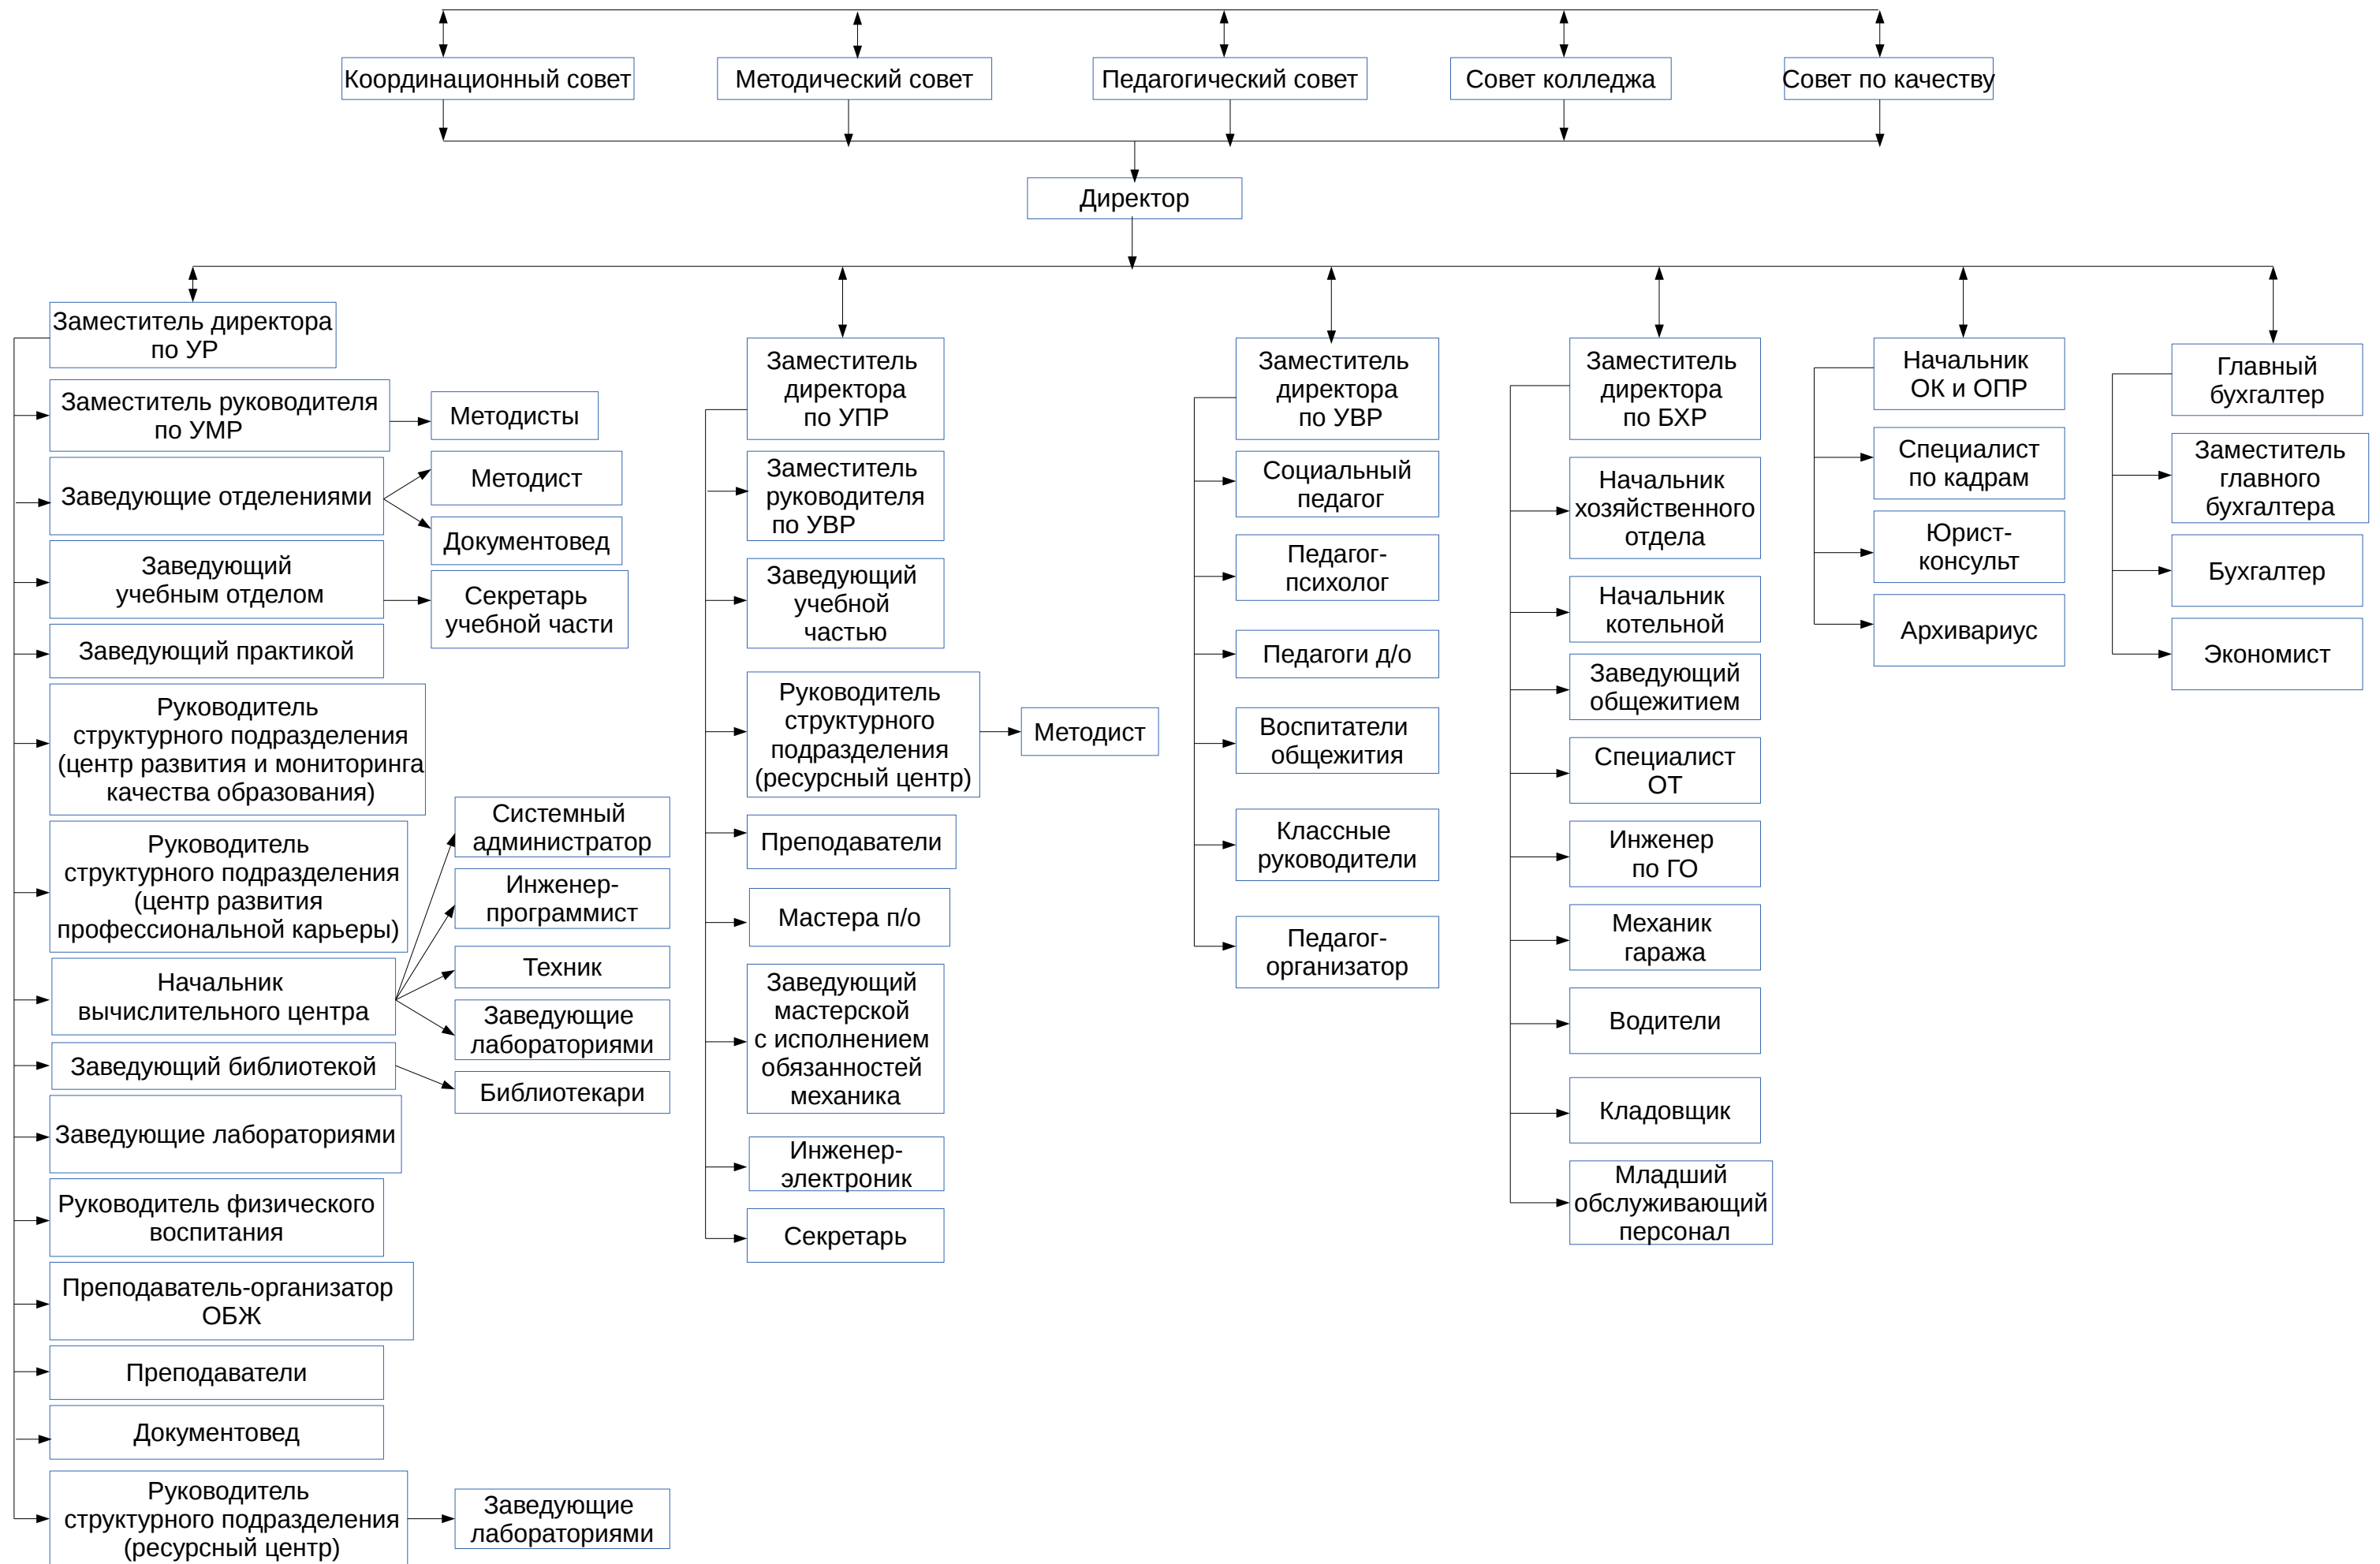 Координационный совет
Методический совет
Педагогический совет
Совет колледжа
Совет по качеству
Директор
Заместитель директора
по УР
Заместитель руководителя
по УМР
Методисты
Заведующие отделениями
Методист
Документовед
Заведующий
учебным отделом
Секретарь
учебной части
Заведующий практикой
Руководитель
структурного подразделения
(центр развития и мониторинга
качества образования)
Руководитель
структурного подразделения
(центр развития
профессиональной карьеры)
Начальник
вычислительного центра
Системный
администратор
Инженер-
программист
Техник
Заведующие
лабораториями
Заведующий библиотекой
Библиотекари
Заведующие лабораториями
Руководитель физического
воспитания
Преподаватель-организатор
ОБЖ
Преподаватели
Документовед
Руководитель
структурного подразделения
(ресурсный центр)
Заведующие
лабораториями
Заместитель
директора
по УПР
Заместитель
руководителя
по УВР
Заведующий
учебной
частью
Руководитель
структурного
подразделения
(ресурсный центр)
Методист
Преподаватели
Мастера п/о
Заведующий
мастерской
с исполнением
обязанностей
механика
Инженер-
электроник
Секретарь
Заместитель
директора
по УВР
Социальный
педагог
Педагог-
психолог
Педагоги д/о
Воспитатели
общежития
Классные
руководители
Педагог-
организатор
Заместитель
директора
по БХР
Начальник
хозяйственного
отдела
Начальник
котельной
Заведующий
общежитием
Специалист
ОТ
Инженер
по ГО
Механик
гаража
Водители
Кладовщик
Младший
обслуживающий
персонал
Начальник
ОК и ОПР
Специалист
по кадрам
Юрист-
консульт
Архивариус
Главный
бухгалтер
Заместитель
главного
бухгалтера
Бухгалтер
Экономист